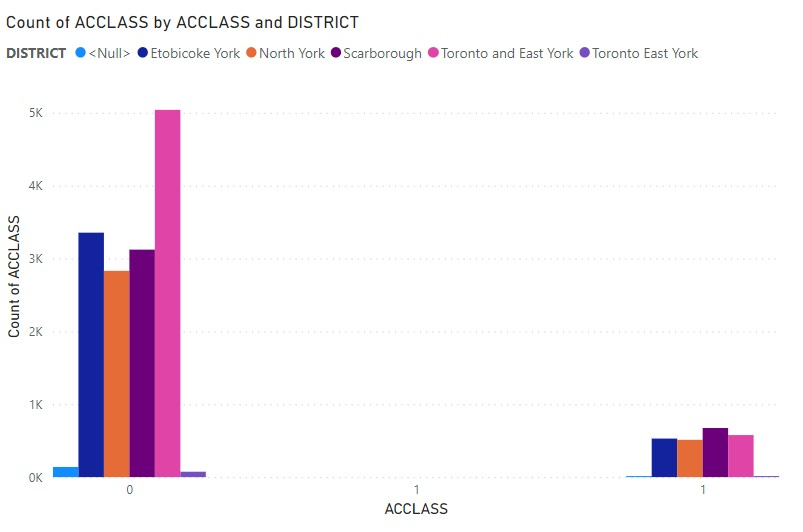 Count of ACCLASS by ACCLASS and DISTRICT
DISTRICT <Null> Etobicoke York North York Scarborough Toronto and East York Toronto East York
5K
4K
3K
2K
1K
0K
Count of ACCLASS
0 1 1
ACCLASS